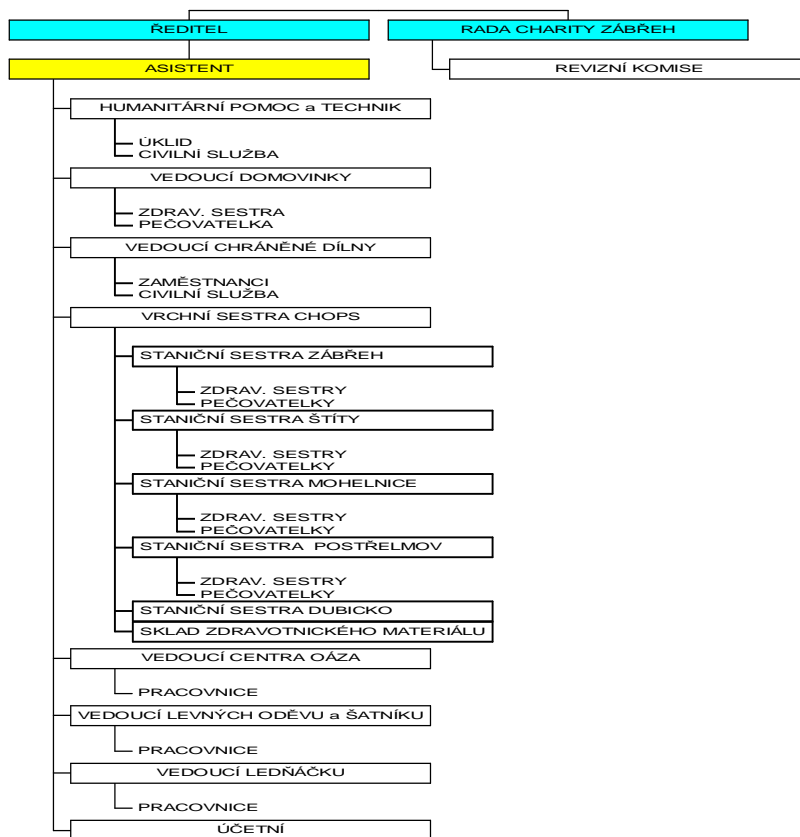 ŘEDITEL
RADA CHARITY ZÁBŘEH
ASISTENT
REVIZNÍ KOMISE
HUMANITÁRNÍ POMOC a TECHNIK
ÚKLID
CIVILNÍ SLUŽBA
VEDOUCÍ DOMOVINKY
ZDRAV. SESTRA
PEČOVATELKA
VEDOUCÍ CHRÁNĚNÉ DÍLNY
ZAMĚSTNANCI
CIVILNÍ SLUŽBA
VRCHNÍ SESTRA CHOPS
STANIČNÍ SESTRA ZÁBŘEH
ZDRAV. SESTRY
PEČOVATELKY
STANIČNÍ SESTRA ŠTÍTY
ZDRAV. SESTRY
PEČOVATELKY
STANIČNÍ SESTRA MOHELNICE
ZDRAV. SESTRY
PEČOVATELKY
STANIČNÍ SESTRA POSTŘELMOV
ZDRAV. SESTRY
PEČOVATELKY
STANIČNÍ SESTRA DUBICKO
SKLAD ZDRAVOTNICKÉHO MATERIÁLU
VEDOUCÍ CENTRA OÁZA
PRACOVNICE
VEDOUCÍ LEVNÝCH ODĚVU a ŠATNÍKU
PRACOVNICE
VEDOUCÍ LEDŇÁČKU
PRACOVNICE
ÚČETNÍ